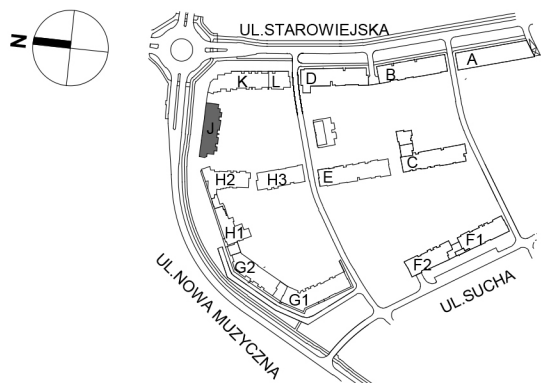 N
UL.STAROWIEJSKA
A
B
D
K
L
J
C
H2
H3
E
H1
F1
F2
G2
G1
UL.NOWA MUZYCZNA
UL.SUCHA